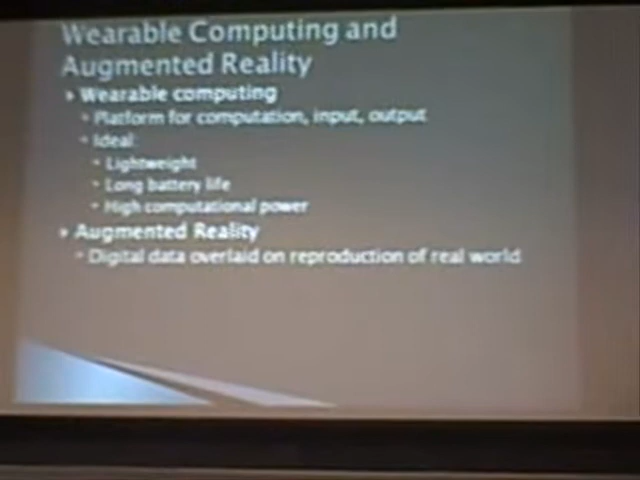 Wearable Computing and
Augmented Reality
Wearable computing
Platform for computation, input, output
Ideal:
Lightweight
Long battery life
High computational power
Augmented Reality
Digital data overlaid on reproduction of real world